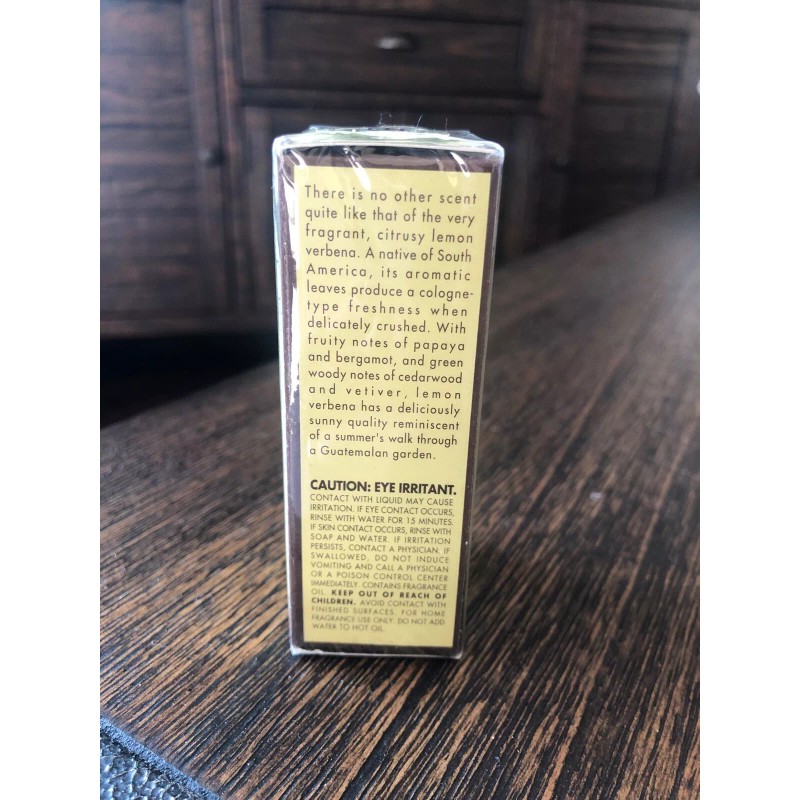 There is no other scent
quite like that of the very
fragrant, citrusy lemon
verbena. A native of South
America, its aromatic
leaves produce a cologne-
type freshness when
delicately crushed. With
fruity notes of papaya
and bergamot, and green
woody notes of cedarwood
and vetiver, lemon
verbena has a deliciously
sunny quality reminiscent
of a summer's walk through
a Guatemalan garden.
CAUTION: EYE IRRITANT.
CONTACT WITH LIQUID MAY CAUSE
IRRITATION. IF EYE CONTACT OCCURS,
RINSE WITH WATER FOR 15 MINUTES.
IF SKIN CONTACT OCCURS, RINSE WITH
SOAP AND WATER. IF IRRITATION
PERSISTS, CONTACT A PHYSICIAN. IF
SWALLOWED, DO NOT INDUCE
VOMITING AND CALL A PHYSICIAN
OR A POISON CONTROL CENTER
IMMEDIATELY. CONTAINS FRAGRANCE
OIL. KEEP OUT OF REACH OF
CHILDREN. AVOID CONTACT WITH
FINISHED SURFACES. FOR HOME
FRAGRANCE USE ONLY. DO NOT ADD
WATER TO HOT OIL.